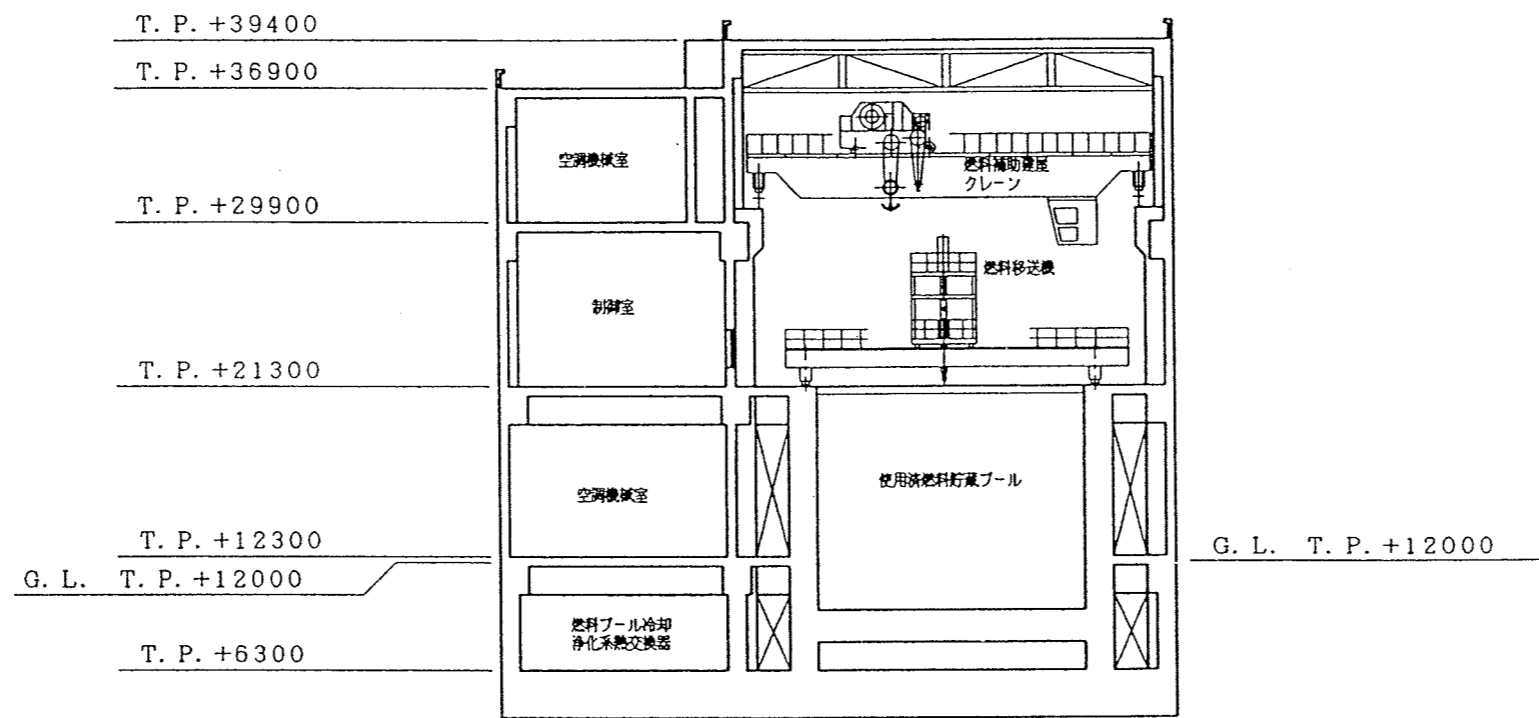 T. P. +39400
T. P. +36900
空調機械室
燃料補助建屋
クレーン
T. P. +29900
燃料移送機
制御室
T. P. +21300
使用済燃料貯蔵プール
空調機械室
T. P. +12300
G. L. T. P. +12000
G. L. T. P. +12000
燃料プール冷却
浄化系熱交換器
T. P. +6300